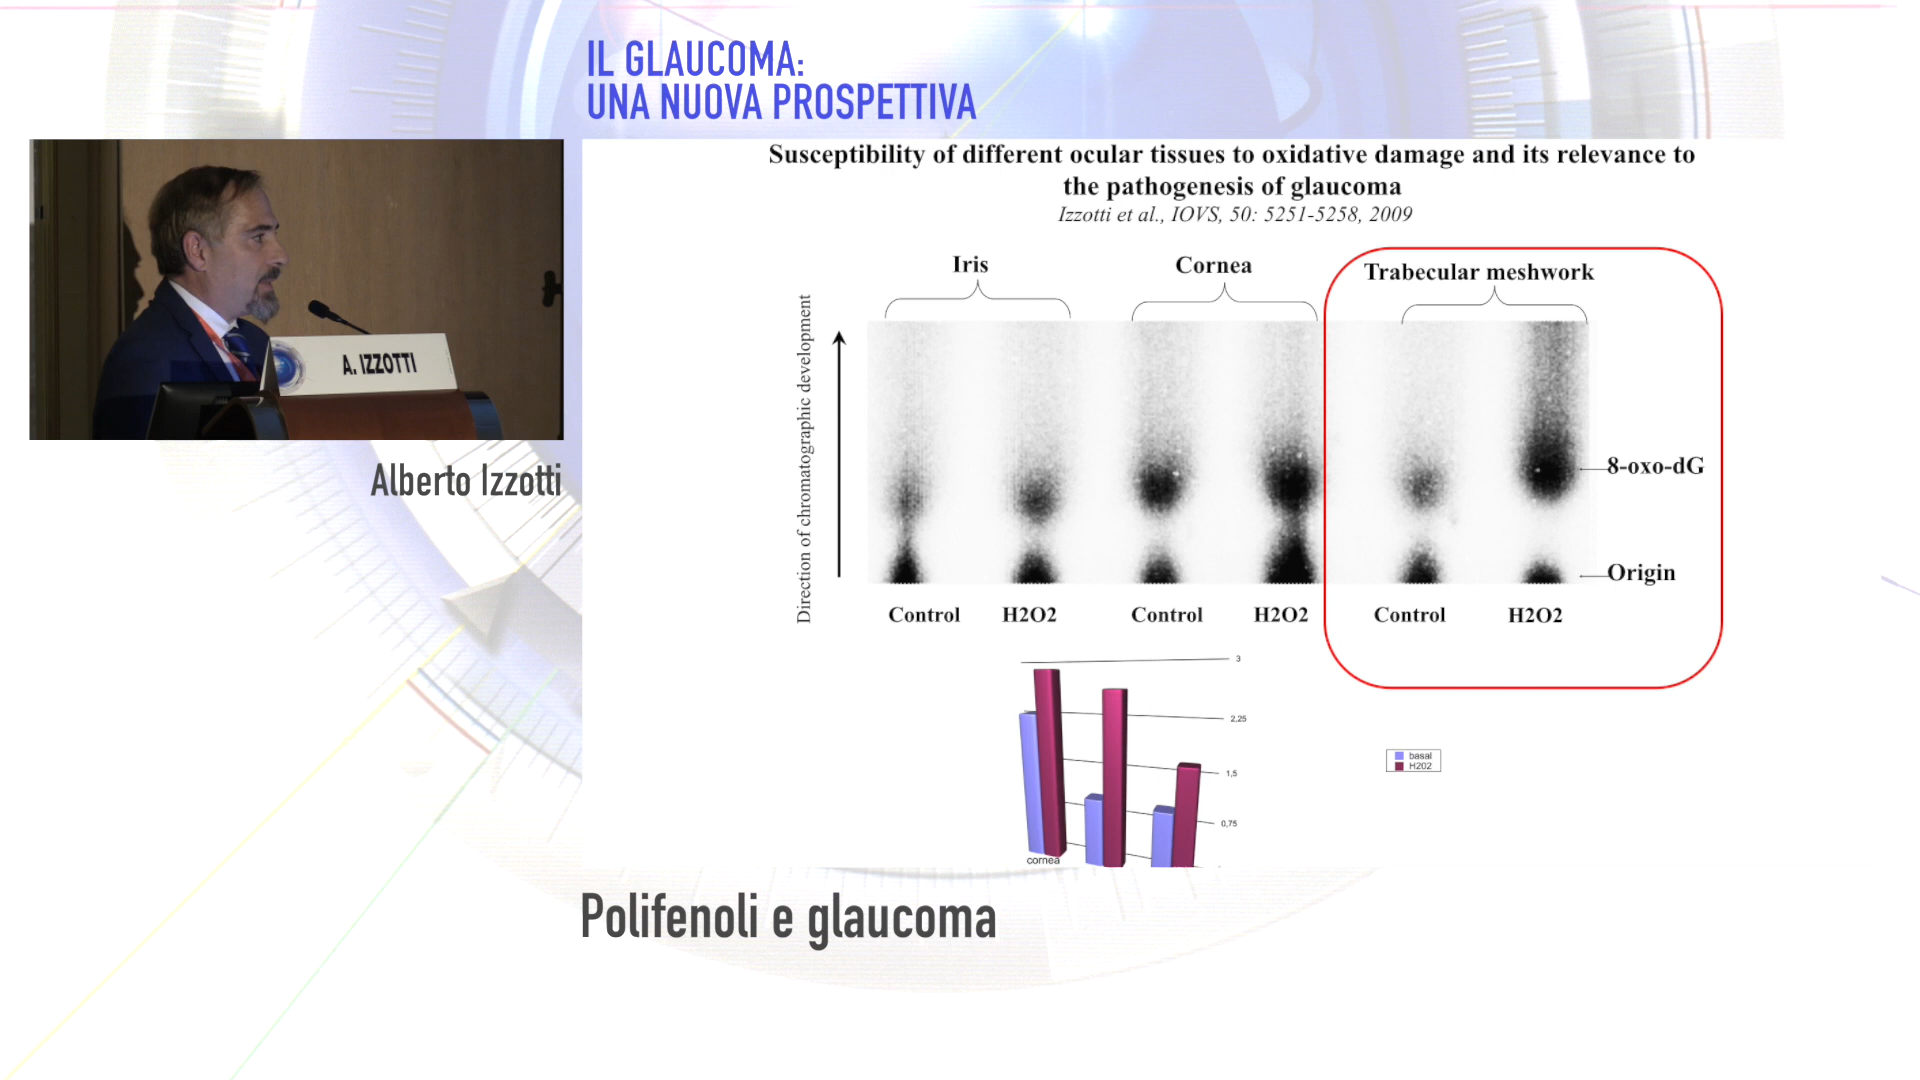 IL GLAUCOMA:
UNA NUOVA PROSPETTIVA
A. IZZOTTI
Alberto Izzotti
Susceptibility of different ocular tissues to oxidative damage and its relevance to
the pathogenesis of glaucoma
Izzotti et al., IOVS, 50: 5251-5258, 2009
Iris
Cornea
Trabecular meshwork
Direction of chromatographic development
8-oxo-dG
Origin
Control
H2O2
Control
H2O2
Control
H2O2
3
2,25
1,5
0,75
cornea
basal
H202
Polifenoli e glaucoma